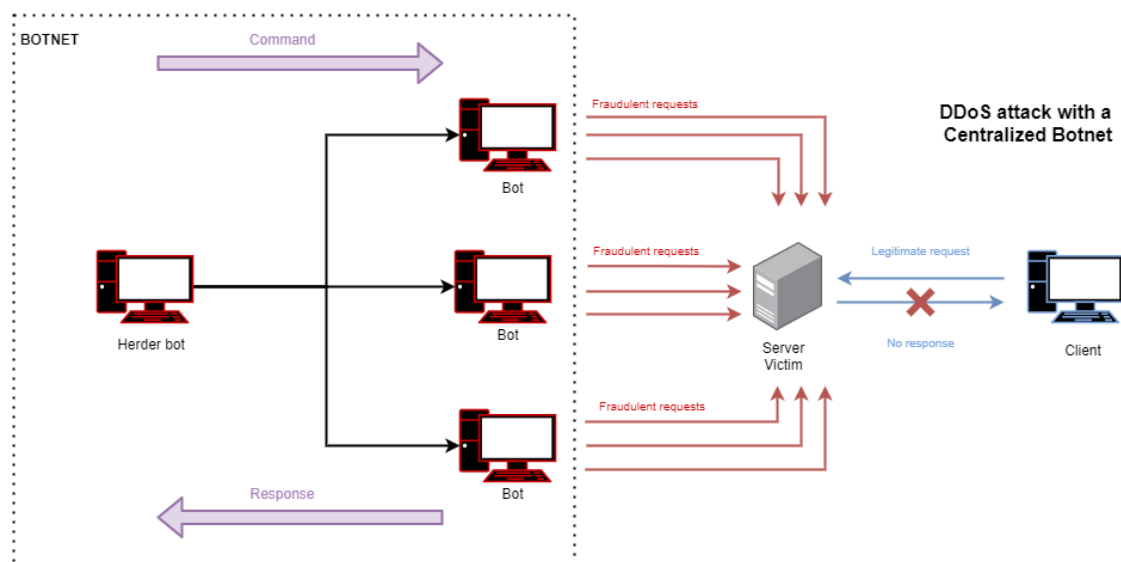 BOTNET
Command
Fraudulent requests
DDoS attack with a
Centralized Botnet
Bot
Fraudulent requests
Legitimate request
Herder bot
Bot
Server
Victim
No response
Client
Fraudulent requests
Response
Bot